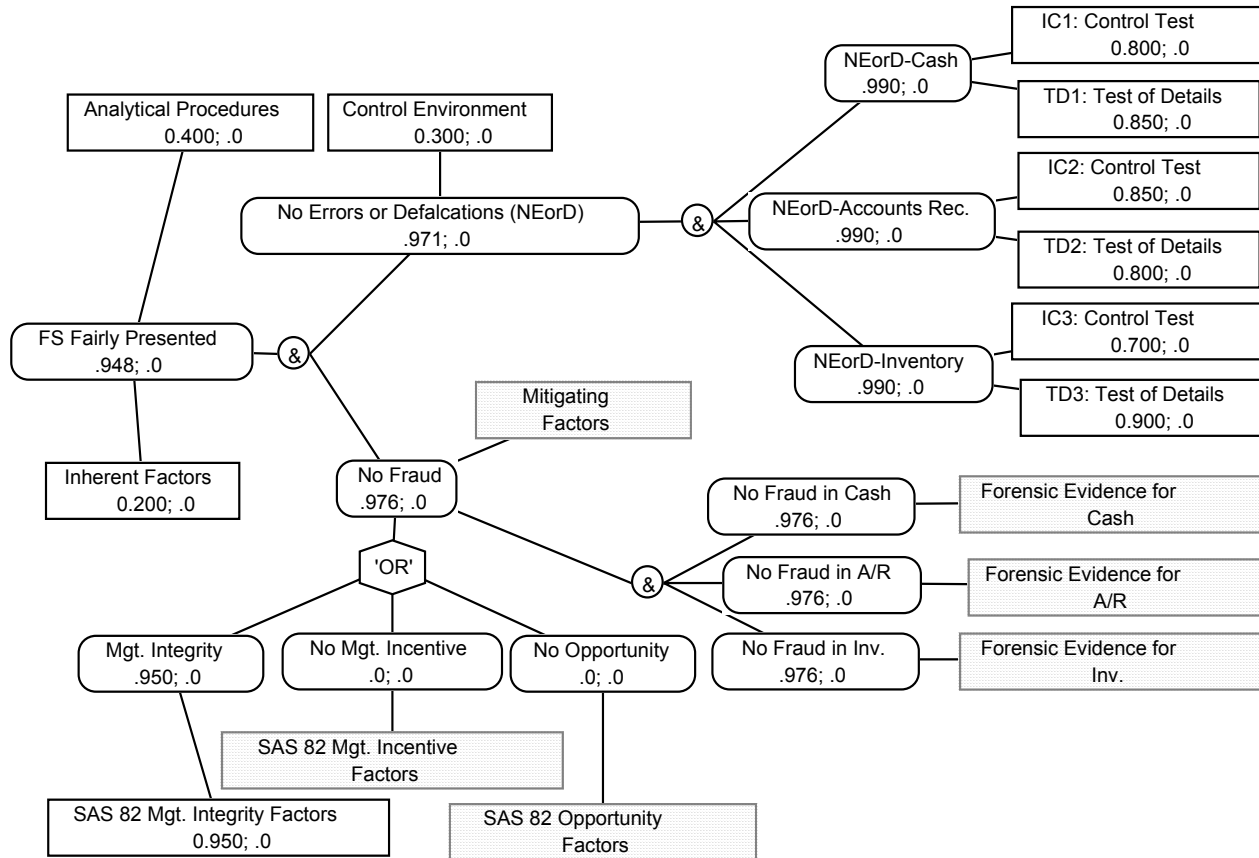 IC1: Control Test
0.800; .0
NEorD-Cash
.990; .0
TD1: Test of Details
0.850; .0
Analytical Procedures
0.400; .0
Control Environment
0.300; .0
IC2: Control Test
0.850; .0
No Errors or Defalcations (NEorD)
.971; .0
&
NEorD-Accounts Rec.
.990; .0
TD2: Test of Details
0.800; .0
FS Fairly Presented
.948; .0
&
IC3: Control Test
0.700; .0
NEorD-Inventory
.990; .0
TD3: Test of Details
0.900; .0
Mitigating
Factors
Inherent Factors
0.200; .0
No Fraud
.976; .0
No Fraud in Cash
.976; .0
Forensic Evidence for
Cash
'OR'
&
No Fraud in A/R
.976; .0
Forensic Evidence for
A/R
Mgt. Integrity
.950; .0
No Mgt. Incentive
.0; .0
No Opportunity
.0; .0
No Fraud in Inv.
.976; .0
Forensic Evidence for
Inv.
SAS 82 Mgt. Incentive
Factors
SAS 82 Mgt. Integrity Factors
0.950; .0
SAS 82 Opportunity
Factors